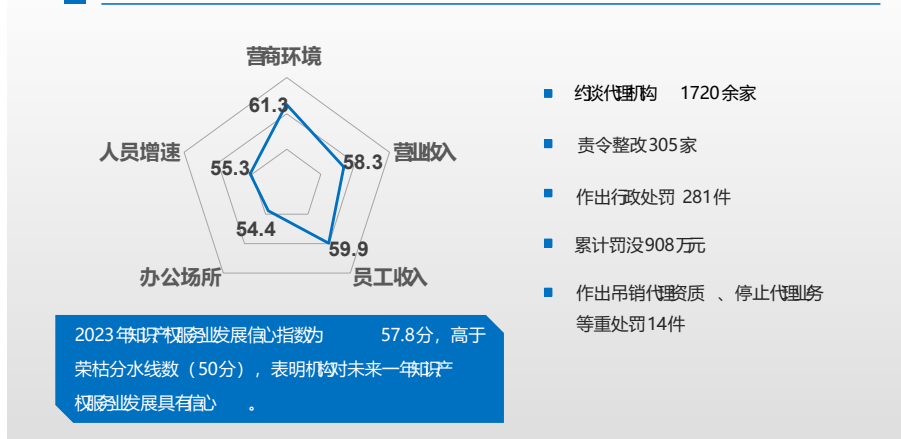 营商环境
61.3
人员增速
55.3
58.3
营业收入
54.4
59.9
办公场所
员工收入
约谈代理机构 1720余家
责令整改305家
作出行政处罚 281件
累计罚没908万元
作出吊销代理资质 、停止代理业务
等重处罚14件
2023年知识产权服务业发展信心指数为 57.8分，高于
荣枯分水线数（50分），表明机构对未来一年知识产
权服务业发展具有信心 。